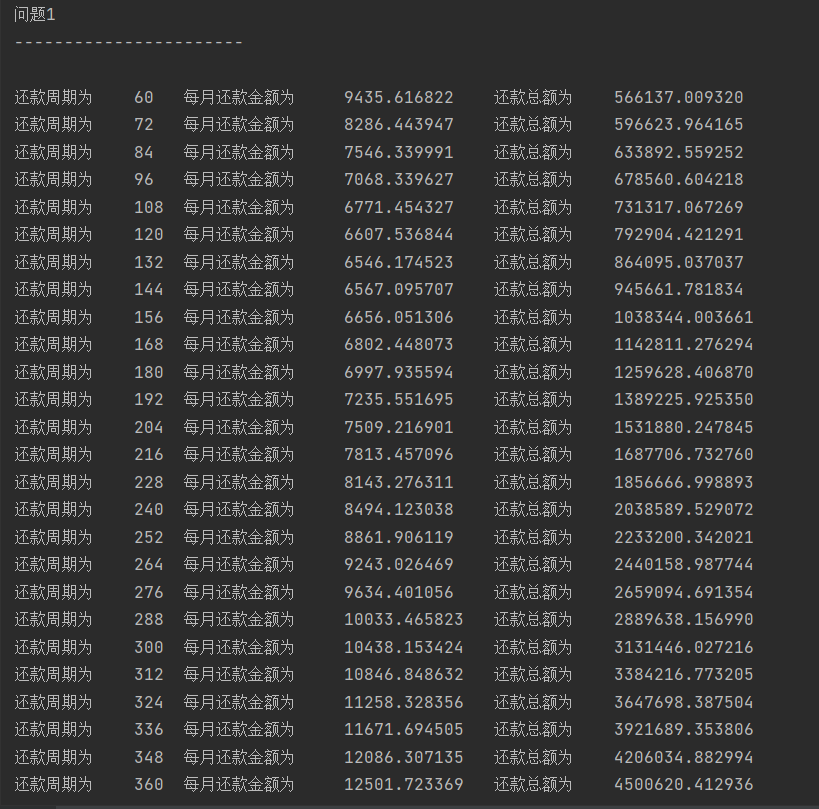 问题1
-----------------------
还款周期为 60 每月还款金额为 9435.616822 还款总额为 566137.009320
还款周期为 72 每月还款金额为 8286.443947 还款总额为 596623.964165
还款周期为 84 每月还款金额为 7546.339991 还款总额为 633892.559252
还款周期为 96 每月还款金额为 7068.339627 还款总额为 678560.604218
还款周期为 108 每月还款金额为 6771.454327 还款总额为 731317.067269
还款周期为 120 每月还款金额为 6607.536844 还款总额为 792904.421291
还款周期为 132 每月还款金额为 6546.174523 还款总额为 864095.037037
还款周期为 144 每月还款金额为 6567.095707 还款总额为 945661.781834
还款周期为 156 每月还款金额为 6656.051306 还款总额为 1038344.003661
还款周期为 168 每月还款金额为 6802.448073 还款总额为 1142811.276294
还款周期为 180 每月还款金额为 6997.935594 还款总额为 1259628.406870
还款周期为 192 每月还款金额为 7235.551695 还款总额为 1389225.925350
还款周期为 204 每月还款金额为 7509.216901 还款总额为 1531880.247845
还款周期为 216 每月还款金额为 7813.457096 还款总额为 1687706.732760
还款周期为 228 每月还款金额为 8143.276311 还款总额为 1856666.998893
还款周期为 240 每月还款金额为 8494.123038 还款总额为 2038589.529072
还款周期为 252 每月还款金额为 8861.906119 还款总额为 2233200.342021
还款周期为 264 每月还款金额为 9243.026469 还款总额为 2440158.987744
还款周期为 276 每月还款金额为 9634.401056 还款总额为 2659094.691354
还款周期为 288 每月还款金额为 10033.465823 还款总额为 2889638.156990
还款周期为 300 每月还款金额为 10438.153424 还款总额为 3131446.027216
还款周期为 312 每月还款金额为 10846.848632 还款总额为 3384216.773205
还款周期为 324 每月还款金额为 11258.328356 还款总额为 3647698.387504
还款周期为 336 每月还款金额为 11671.694505 还款总额为 3921689.353806
还款周期为 348 每月还款金额为 12086.307135 还款总额为 4206034.882994
还款周期为 360 每月还款金额为 12501.723369 还款总额为 4500620.412936